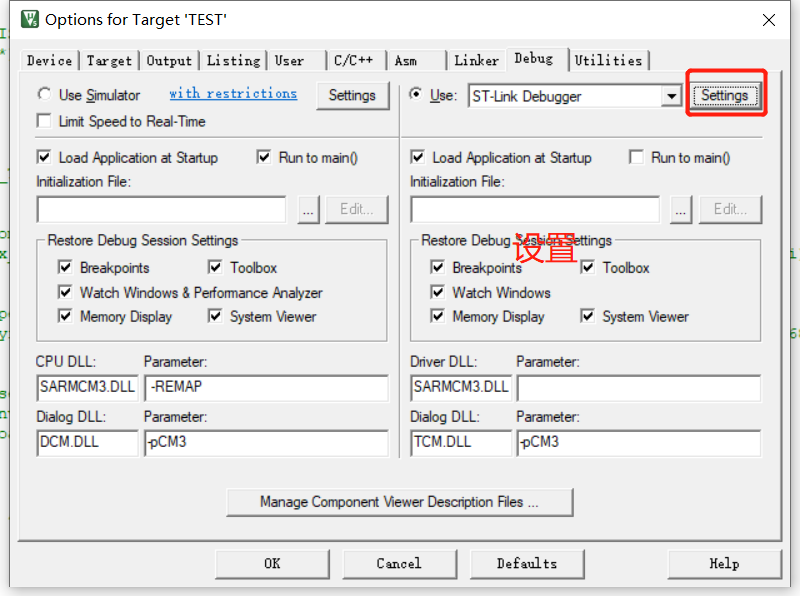 Options for Target 'TEST'
Device Target Output Listing User C/C++ Asm Linker Debug Utilities
Use Simulator with restrictions Settings
Use: ST-Link Debugger Settings
Limit Speed to Real-Time
Load Application at Startup Run to main()
Load Application at Startup Run to main()
Initialization File:
Initialization File:
... Edit...
... Edit...
Restore Debug Session Settings
Restore Debug Session Settings
设置
Breakpoints Toolbox
Breakpoints Toolbox
Watch Windows & Performance Analyzer
Watch Windows
Memory Display System Viewer
Memory Display System Viewer
CPU DLL: Parameter:
Driver DLL: Parameter:
SARMCM3.DLL -REMAP
SARMCM3.DLL
Dialog DLL: Parameter:
Dialog DLL: Parameter:
DCM.DLL -pCM3
TCM.DLL -pCM3
Manage Component Viewer Description Files ...
OK Cancel Defaults Help